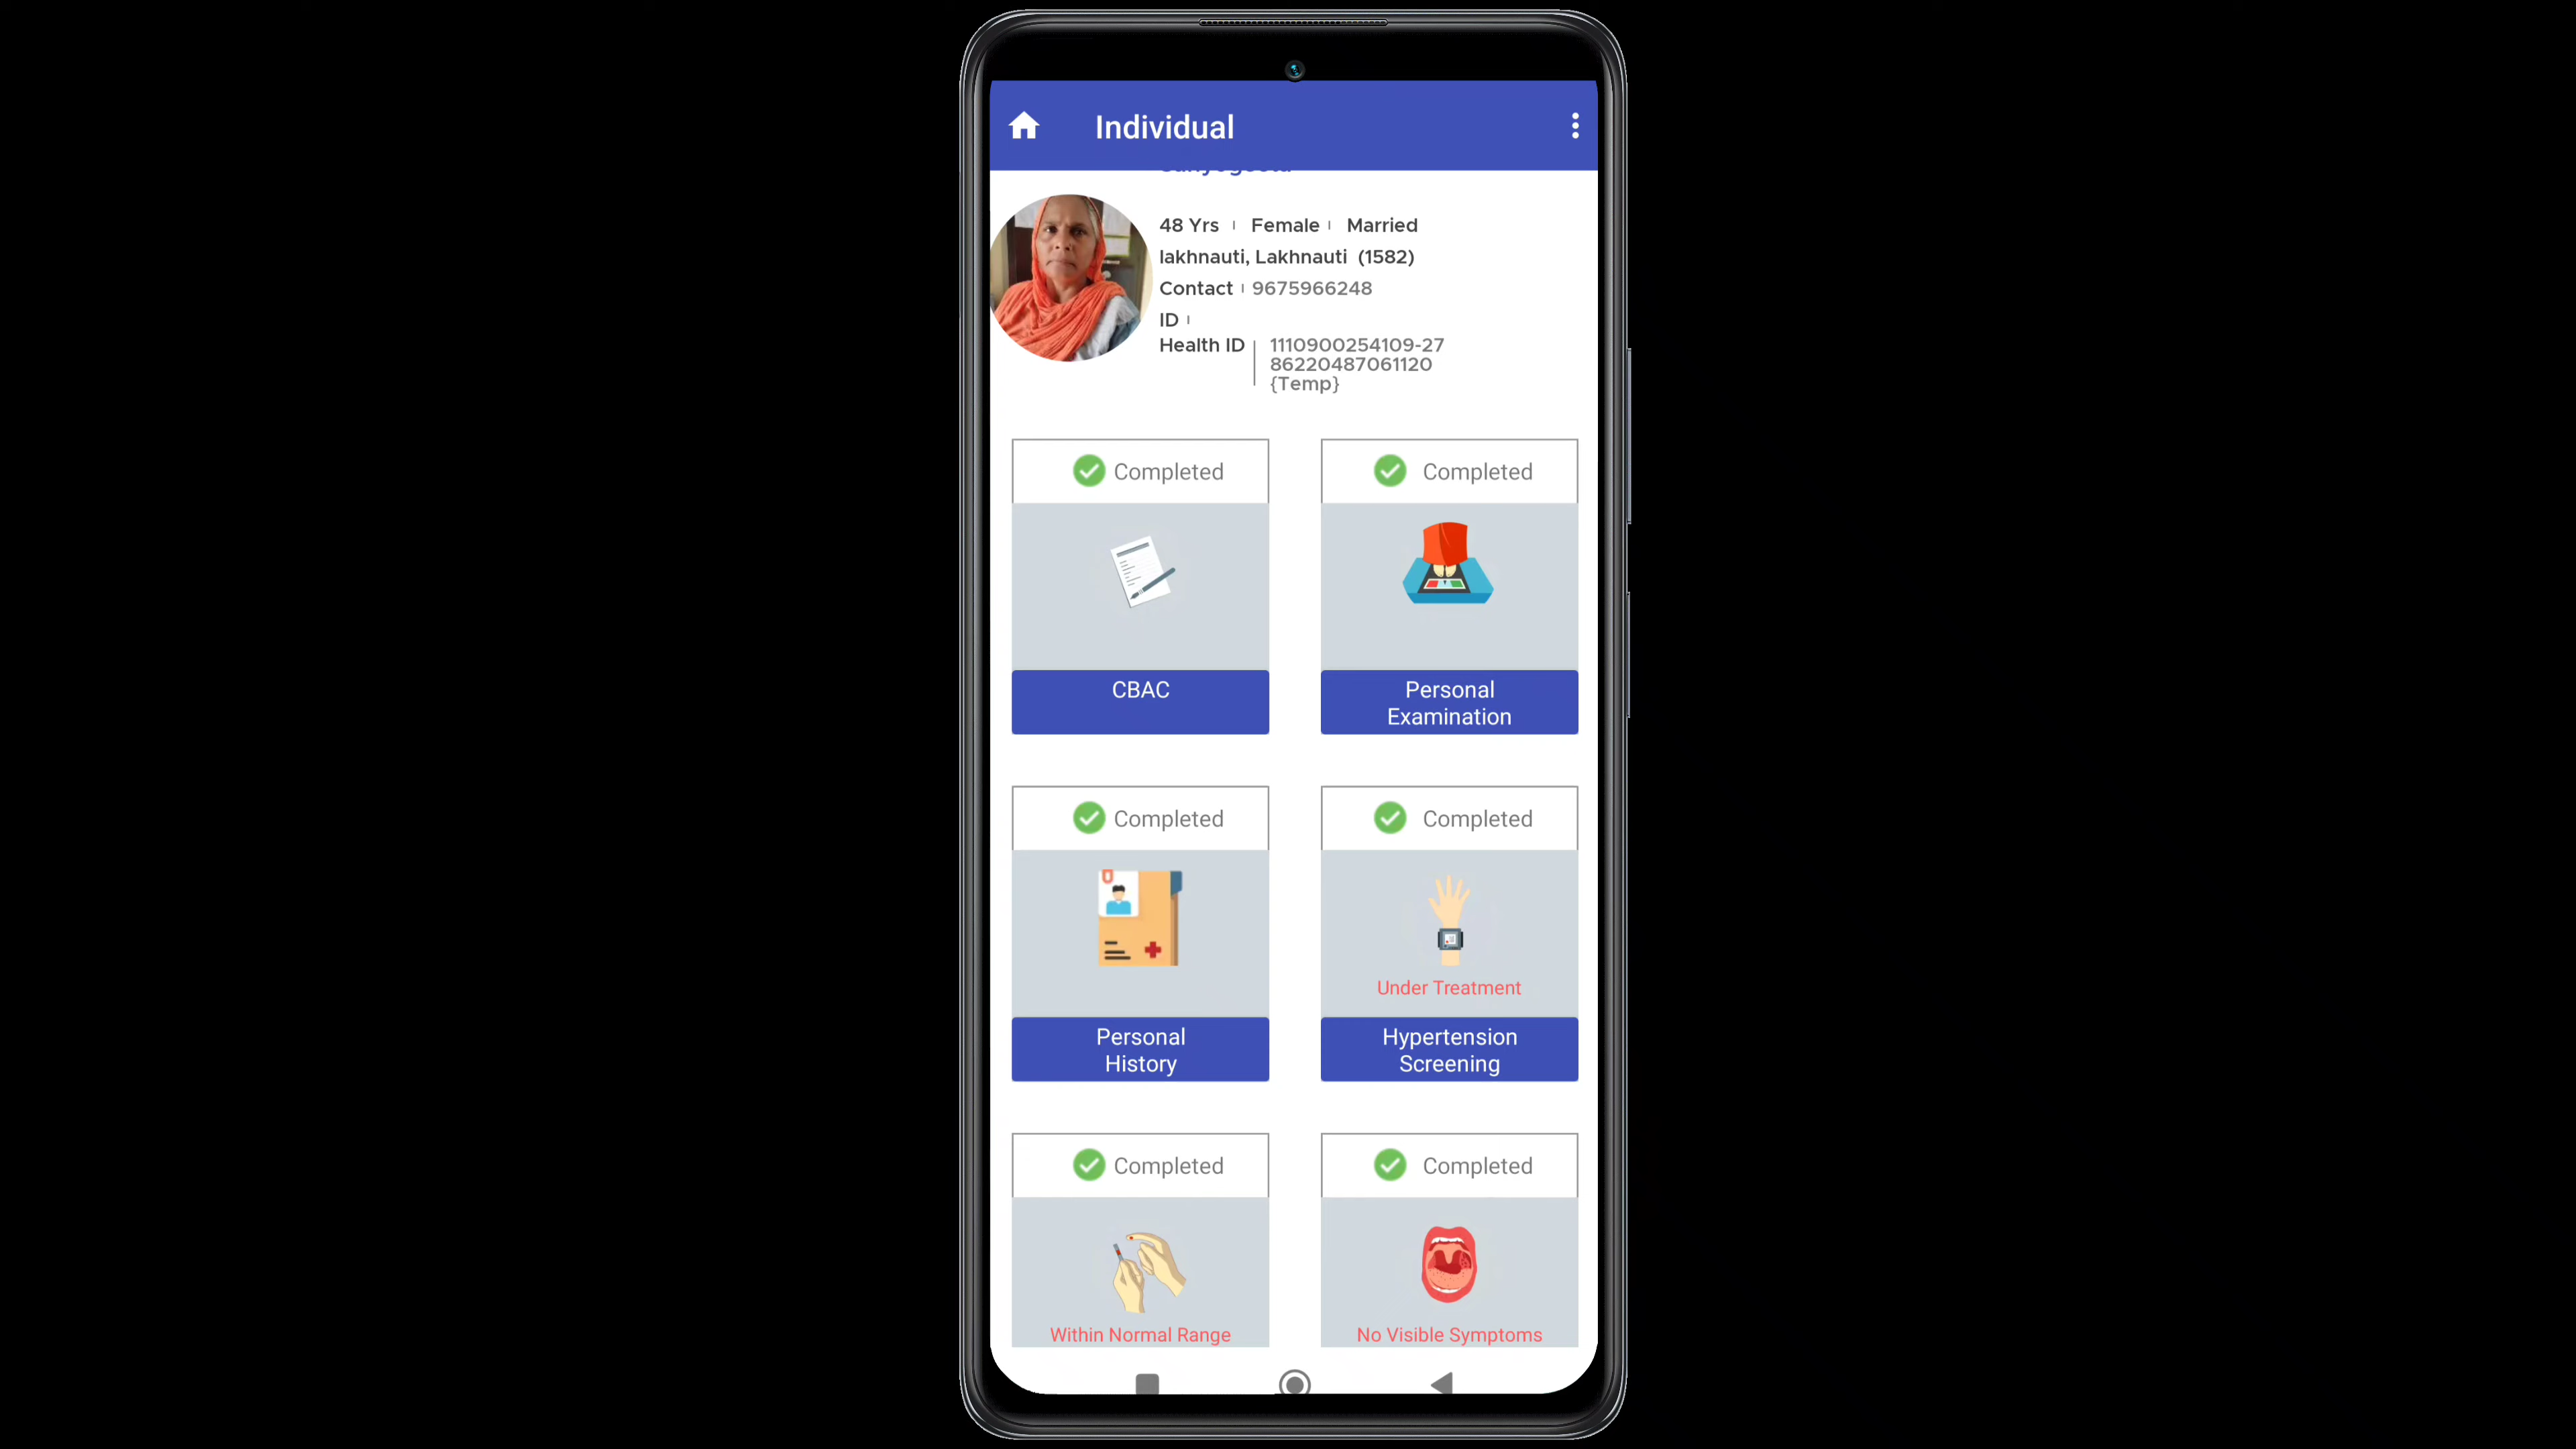 Individual
48 Yrs Female Married
lakhnauti, Lakhnauti (1582)
Contact 9675966248
ID
Health ID 1110900254109-27
86220487061120
{Temp}
Completed Completed
CBAC Personal
Examination
Completed Completed
Under Treatment
Personal Hypertension
History Screening
Completed Completed
Within Normal Range No Visible Symptoms